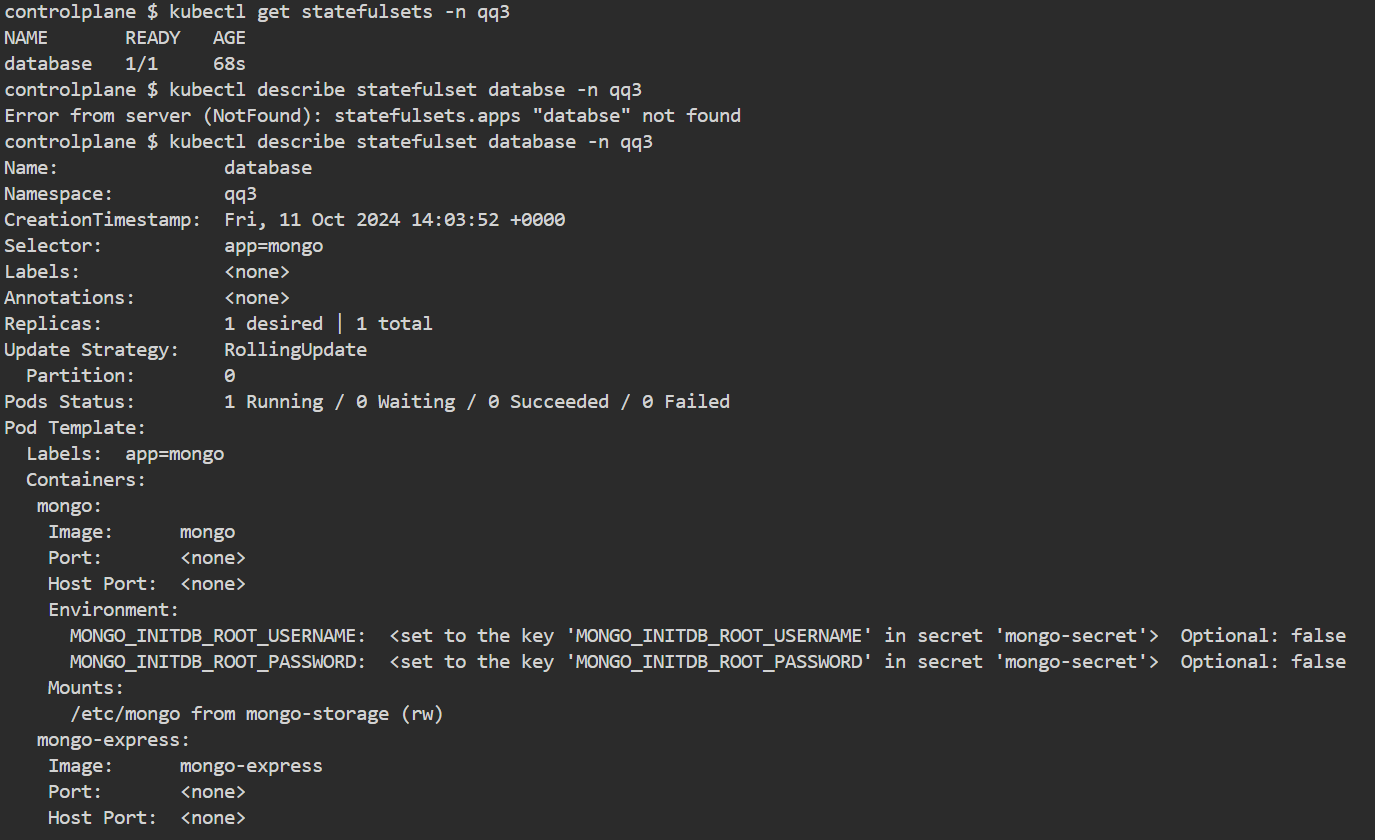 controlplane $ kubectl get statefulsets -n qq3
NAME       READY   AGE
database   1/1     68s
controlplane $ kubectl describe statefulset databse -n qq3
Error from server (NotFound): statefulsets.apps "databse" not found
controlplane $ kubectl describe statefulset database -n qq3
Name:               database
Namespace:          qq3
CreationTimestamp:  Fri, 11 Oct 2024 14:03:52 +0000
Selector:           app=mongo
Labels:             <none>
Annotations:        <none>
Replicas:           1 desired | 1 total
Update Strategy:    RollingUpdate
  Partition:        0
Pods Status:        1 Running / 0 Waiting / 0 Succeeded / 0 Failed
Pod Template:
  Labels:  app=mongo
  Containers:
   mongo:
    Image:      mongo
    Port:       <none>
    Host Port:  <none>
    Environment:
      MONGO_INITDB_ROOT_USERNAME:  <set to the key 'MONGO_INITDB_ROOT_USERNAME' in secret 'mongo-secret'>  Optional: false
      MONGO_INITDB_ROOT_PASSWORD:  <set to the key 'MONGO_INITDB_ROOT_PASSWORD' in secret 'mongo-secret'>  Optional: false
    Mounts:
      /etc/mongo from mongo-storage (rw)
   mongo-express:
    Image:      mongo-express
    Port:       <none>
    Host Port:  <none>